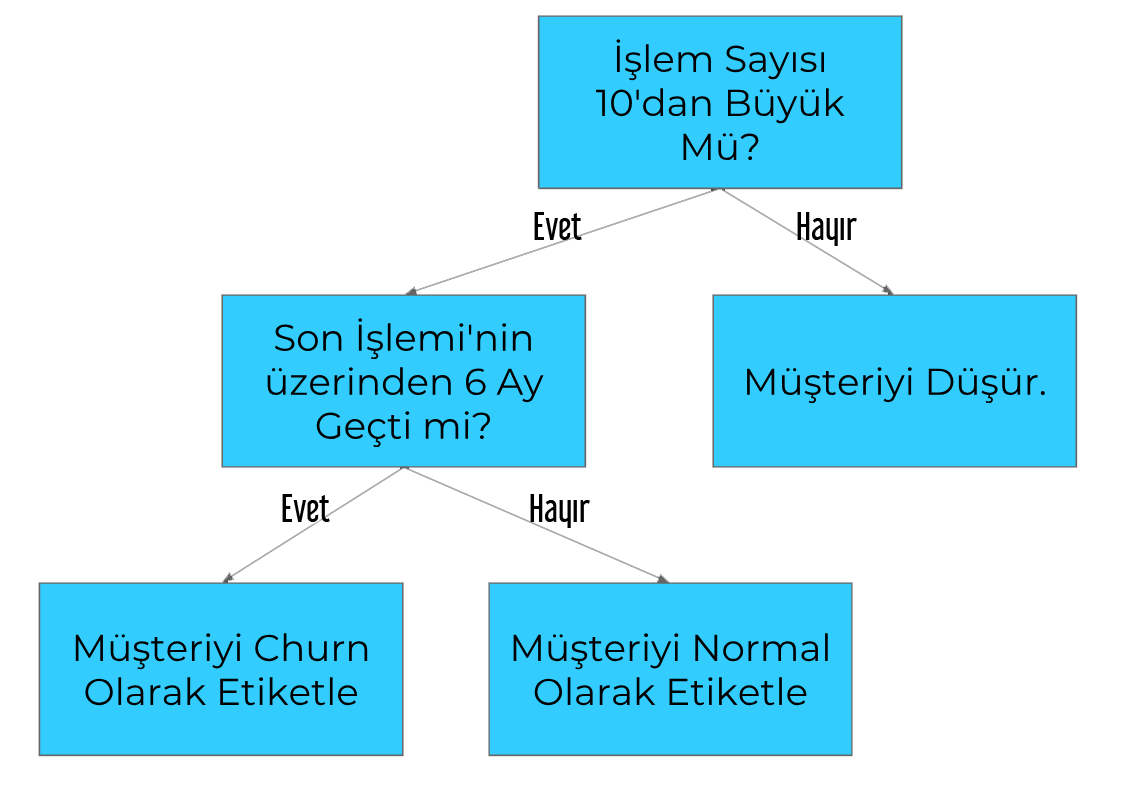 İşlem Sayısı
10'dan Büyük
Mü?
Evet
Hayır
Son İşlemi'nin
üzerinden 6 Ay
Geçti mi?
Müşteriyi Düşür.
Evet
Hayır
Müşteriyi Churn
Olarak Etiketle
Müşteriyi Normal
Olarak Etiketle